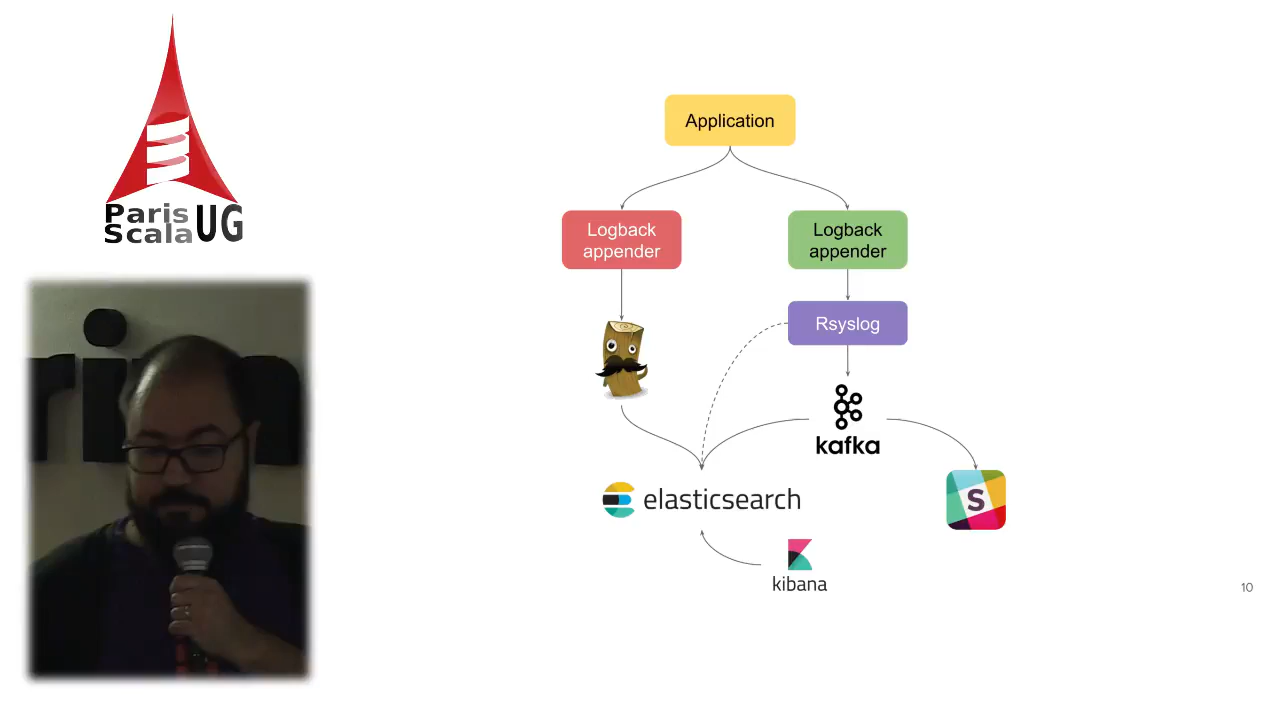 Paris
Scala UG
Application
Logback
appender
Logback
appender
Rsyslog
kafka
elasticsearch
S
kibana
10